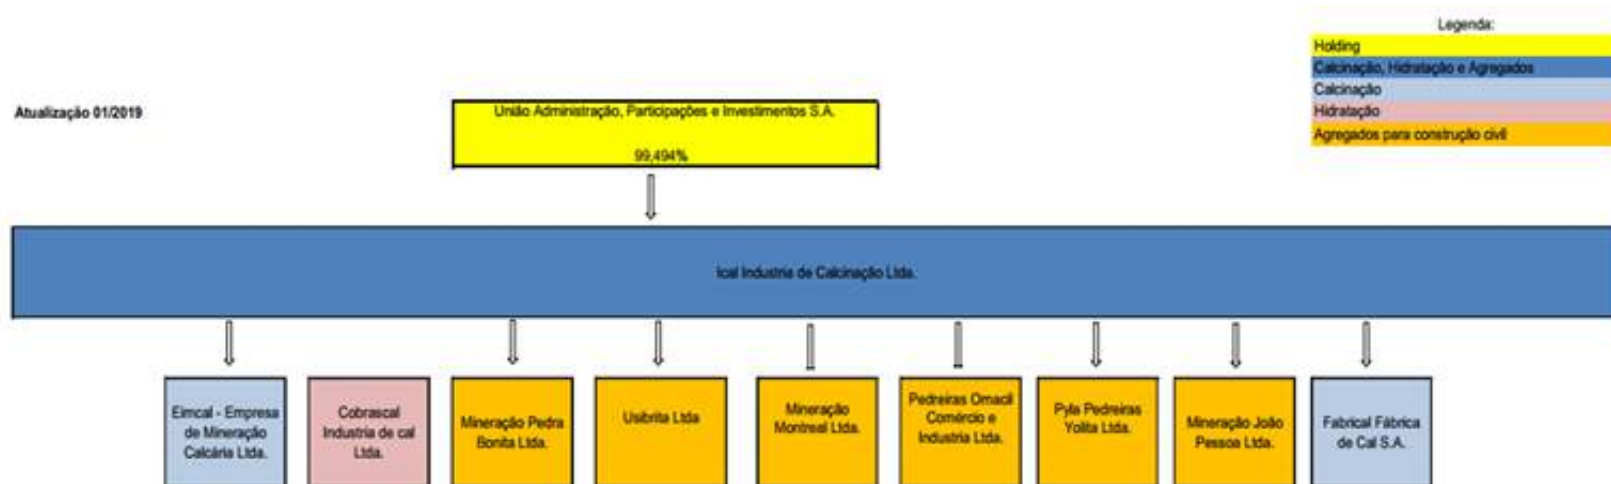 Legenda:
Holding
Calcinação, Hidratação e Agregados
Calcinação
Hidratação
Agregados para construção civil
Atualização 01/2019
União Administração, Participações e Investimentos S.A.
99,494%
Ical Industria de Calcinação Ltda.
Eimcal - Empresa
de Mineração
Calcária Ltda.
Cobrascal
Industria de cal
Ltda.
Mineração Pedra
Bonita Ltda.
Usibrita Ltda
Mineração
Montreal Ltda.
Pedreiras Omacil
Comércio e
Industria Ltda.
Pyla Pedreiras
Yolita Ltda.
Mineração João
Pessoa Ltda.
Fabrical Fábrica
de Cal S.A.